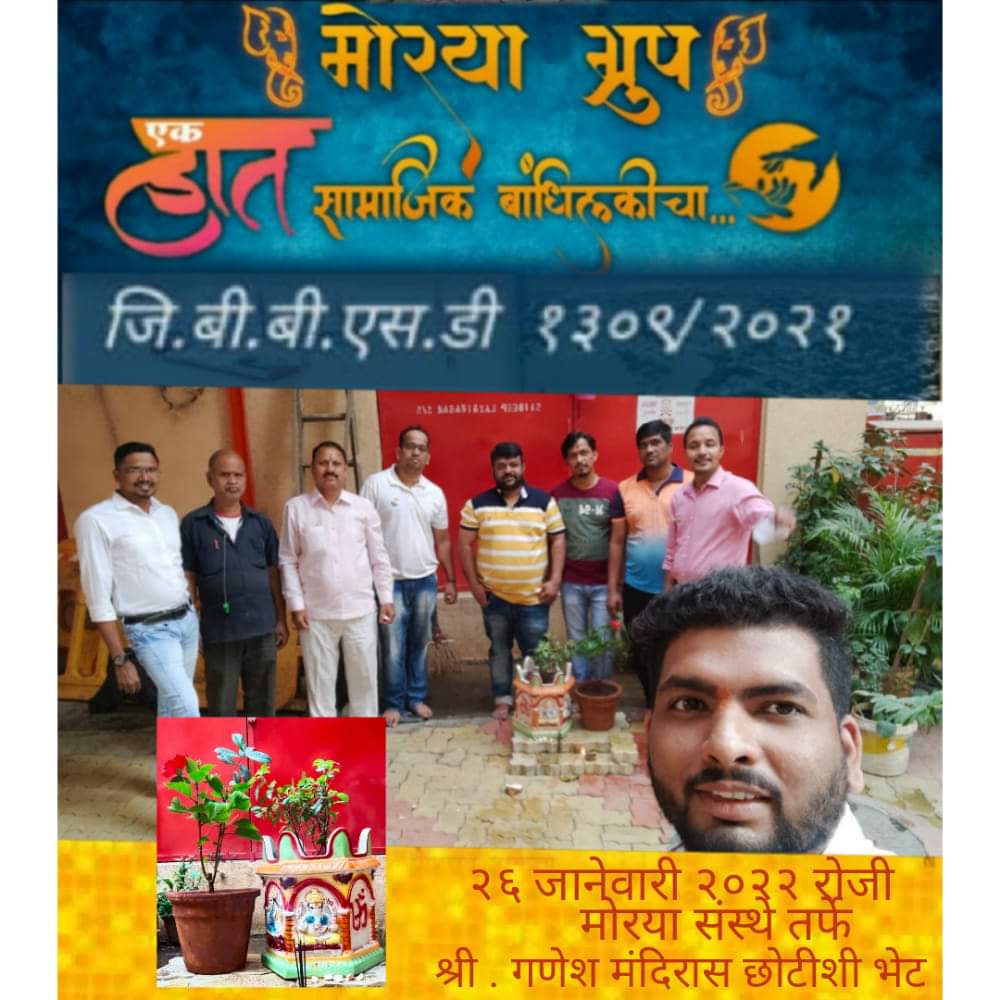 मोरया ग्रुप
एक
हात सामाजिक बांधिलकीचा...
जि.बी.बी.एस.डी १३०९/२०२१
२६ जानेवारी २०२२ रोजी
मोरया संस्थे तर्फे
श्री . गणेश मंदिरास छोटीशी भेट
ॐ